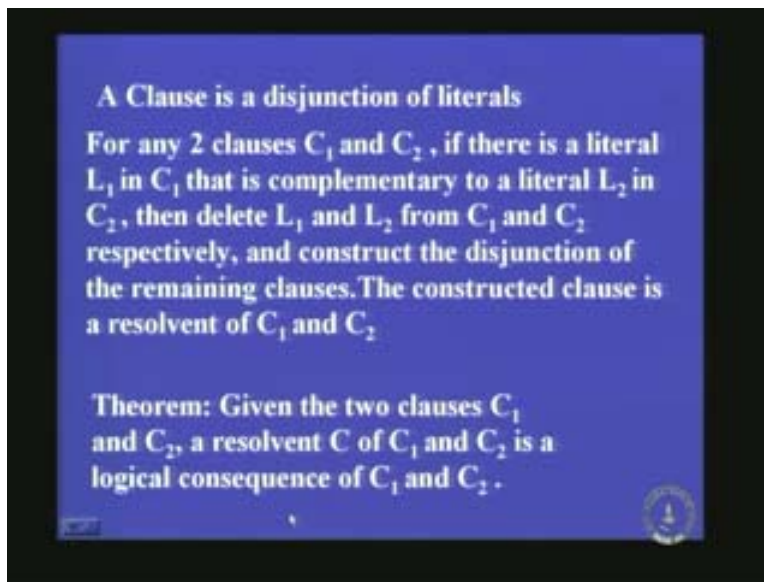 A Clause is a disjunction of literals
For any 2 clauses C₁ and C₂ , if there is a literal
L₁ in C₁ that is complementary to a literal L₂ in
C₂, then delete L₁ and L₂ from C₁ and C₂
respectively, and construct the disjunction of
the remaining clauses.The constructed clause is
a resolvent of C₁ and C₂
Theorem: Given the two clauses C₁
and C₂, a resolvent C of C₁ and C₂ is a
logical consequence of C₁ and C₂ .